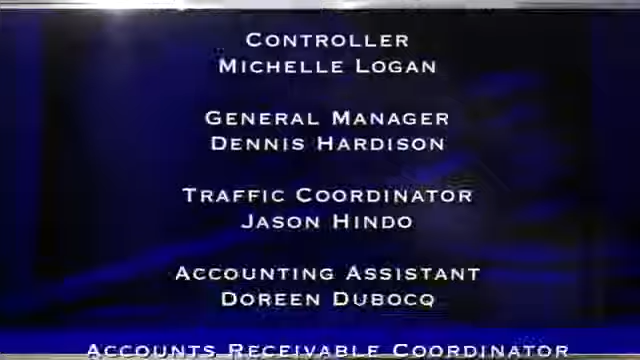 CONTROLLER
MICHELLE LOGAN
GENERAL MANAGER
DENNIS HARDISON
TRAFFIC COORDINATOR
JASON HINDO
ACCOUNTING ASSISTANT
DOREEN DUBOCQ
ACCOUNTS RECEIVABLE COORDINATOR